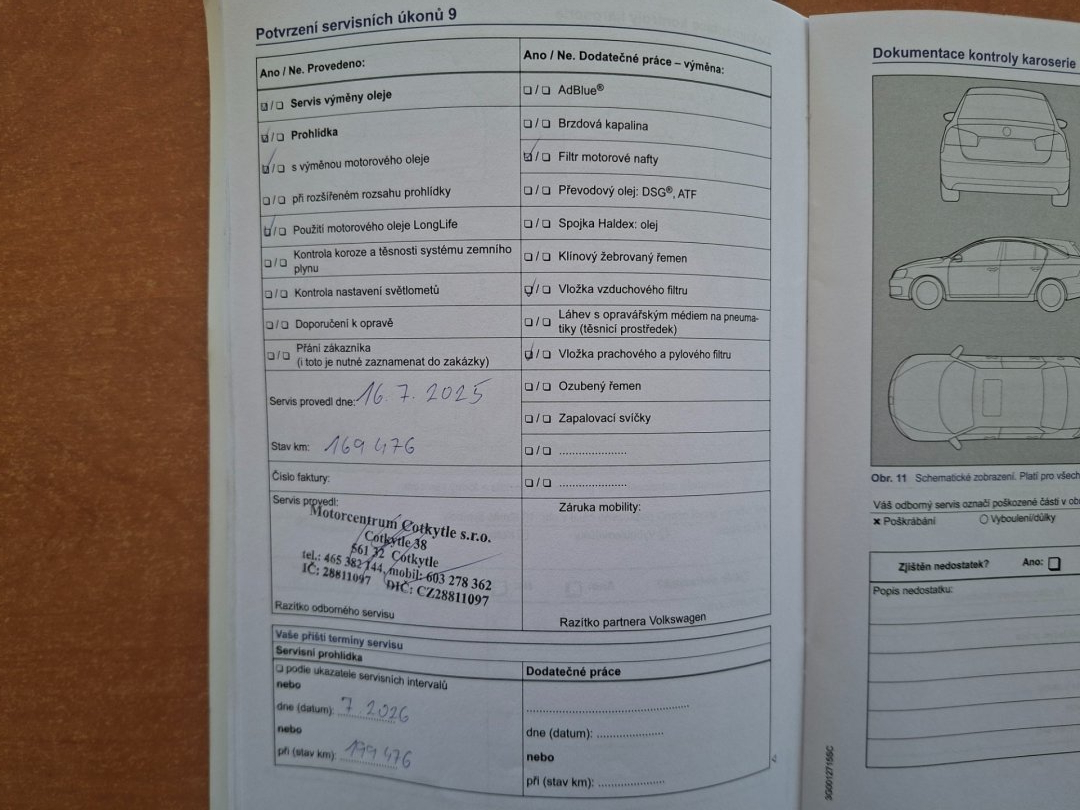 Potvrzení servisních úkonů 9
Ano / Ne. Provedeno:
Servis výměny oleje
Prohlídka
s výměnou motorového oleje
při rozšířeném rozsahu prohlídky
Použití motorového oleje LongLife
Kontrola koroze a těsnosti systému zemního
plynu
Kontrola nastavení světlometů
Doporučení k opravě
Přání zákazníka
(i toto je nutné zaznamenat do zakázky)
Servis provedl dne: 16. 7. 2025
Stav km: 169 476
Číslo faktury:
Servis provedl:
Motorcentrum Cotkytle s.r.o.
Cotkytle 38
561 32 Cotkytle
tel.: 465 382 144, mobil: 603 278 362
IČ: 28811097 DIČ: CZ28811097
Razítko odborného servisu
Ano / Ne. Dodatečné práce – výměna:
AdBlue®
Brzdová kapalina
Filtr motorové nafty
Převodový olej: DSG®, ATF
Spojka Haldex: olej
Klínový žebrovaný řemen
Vložka vzduchového filtru
Láhev s opravářským médiem na pneuma-
tiky (těsnicí prostředek)
Vložka prachového a pylového filtru
Ozubený řemen
Zapalovací svíčky
Záruka mobility:
Razítko partnera Volkswagen
Vaše příští termíny servisu
Servisní prohlídka
podle ukazatele servisních intervalů
nebo
dne (datum): 7. 2026
nebo
při (stav km): 199 476
Dodatečné práce
dne (datum):
nebo
při (stav km):
Dokumentace kontroly karoserie
Obr. 11 Schematické zobrazení. Platí pro všech
Váš odborný servis označí poškozené části v ob
× Poškrábání
Vyboulení/důlky
Zjištěn nedostatek? Ano:
Popis nedostatku:
3G0012715SC